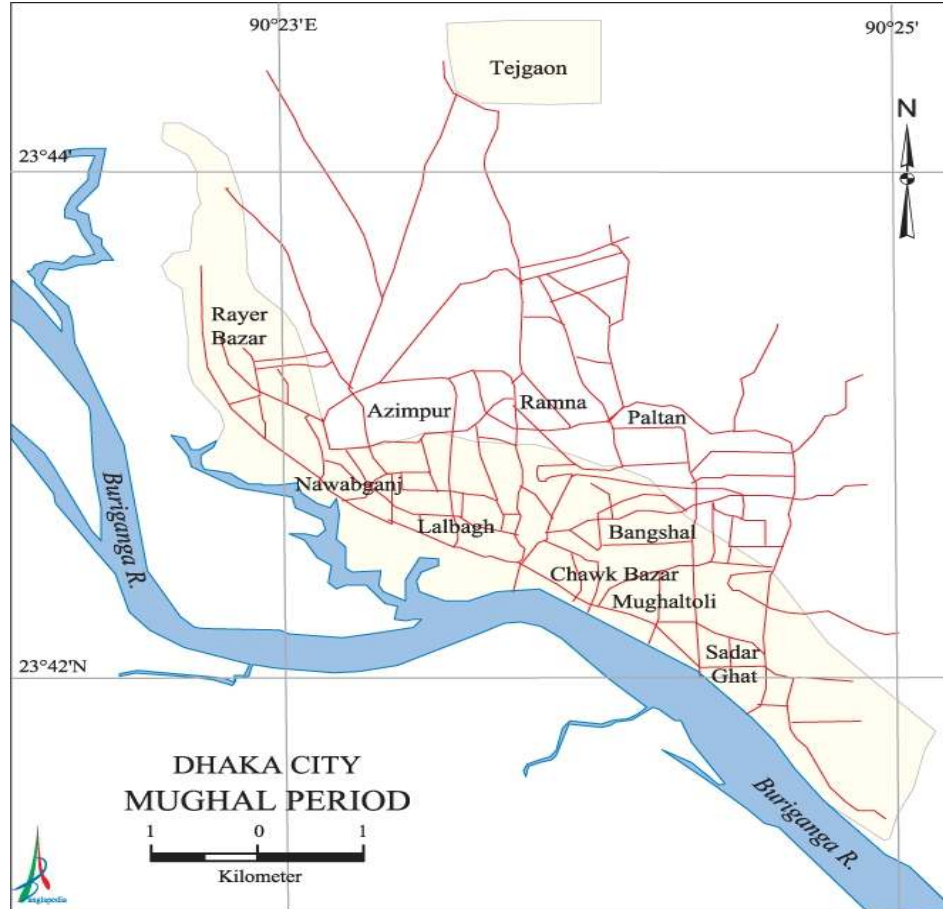 90°23'E
90°25'
Tejgaon
N
23°44'
Rayer
Bazar
Azimpur
Ramna
Paltan
Nawabganj
Buriganga R.
Lalbagh
Bangshal
Chawk Bazar
Mughaltoli
Sadar
Ghat
23°42'N
DHAKA CITY
MUGHAL PERIOD
1 0 1
Kilometer
Buriganga R.
anglapedia